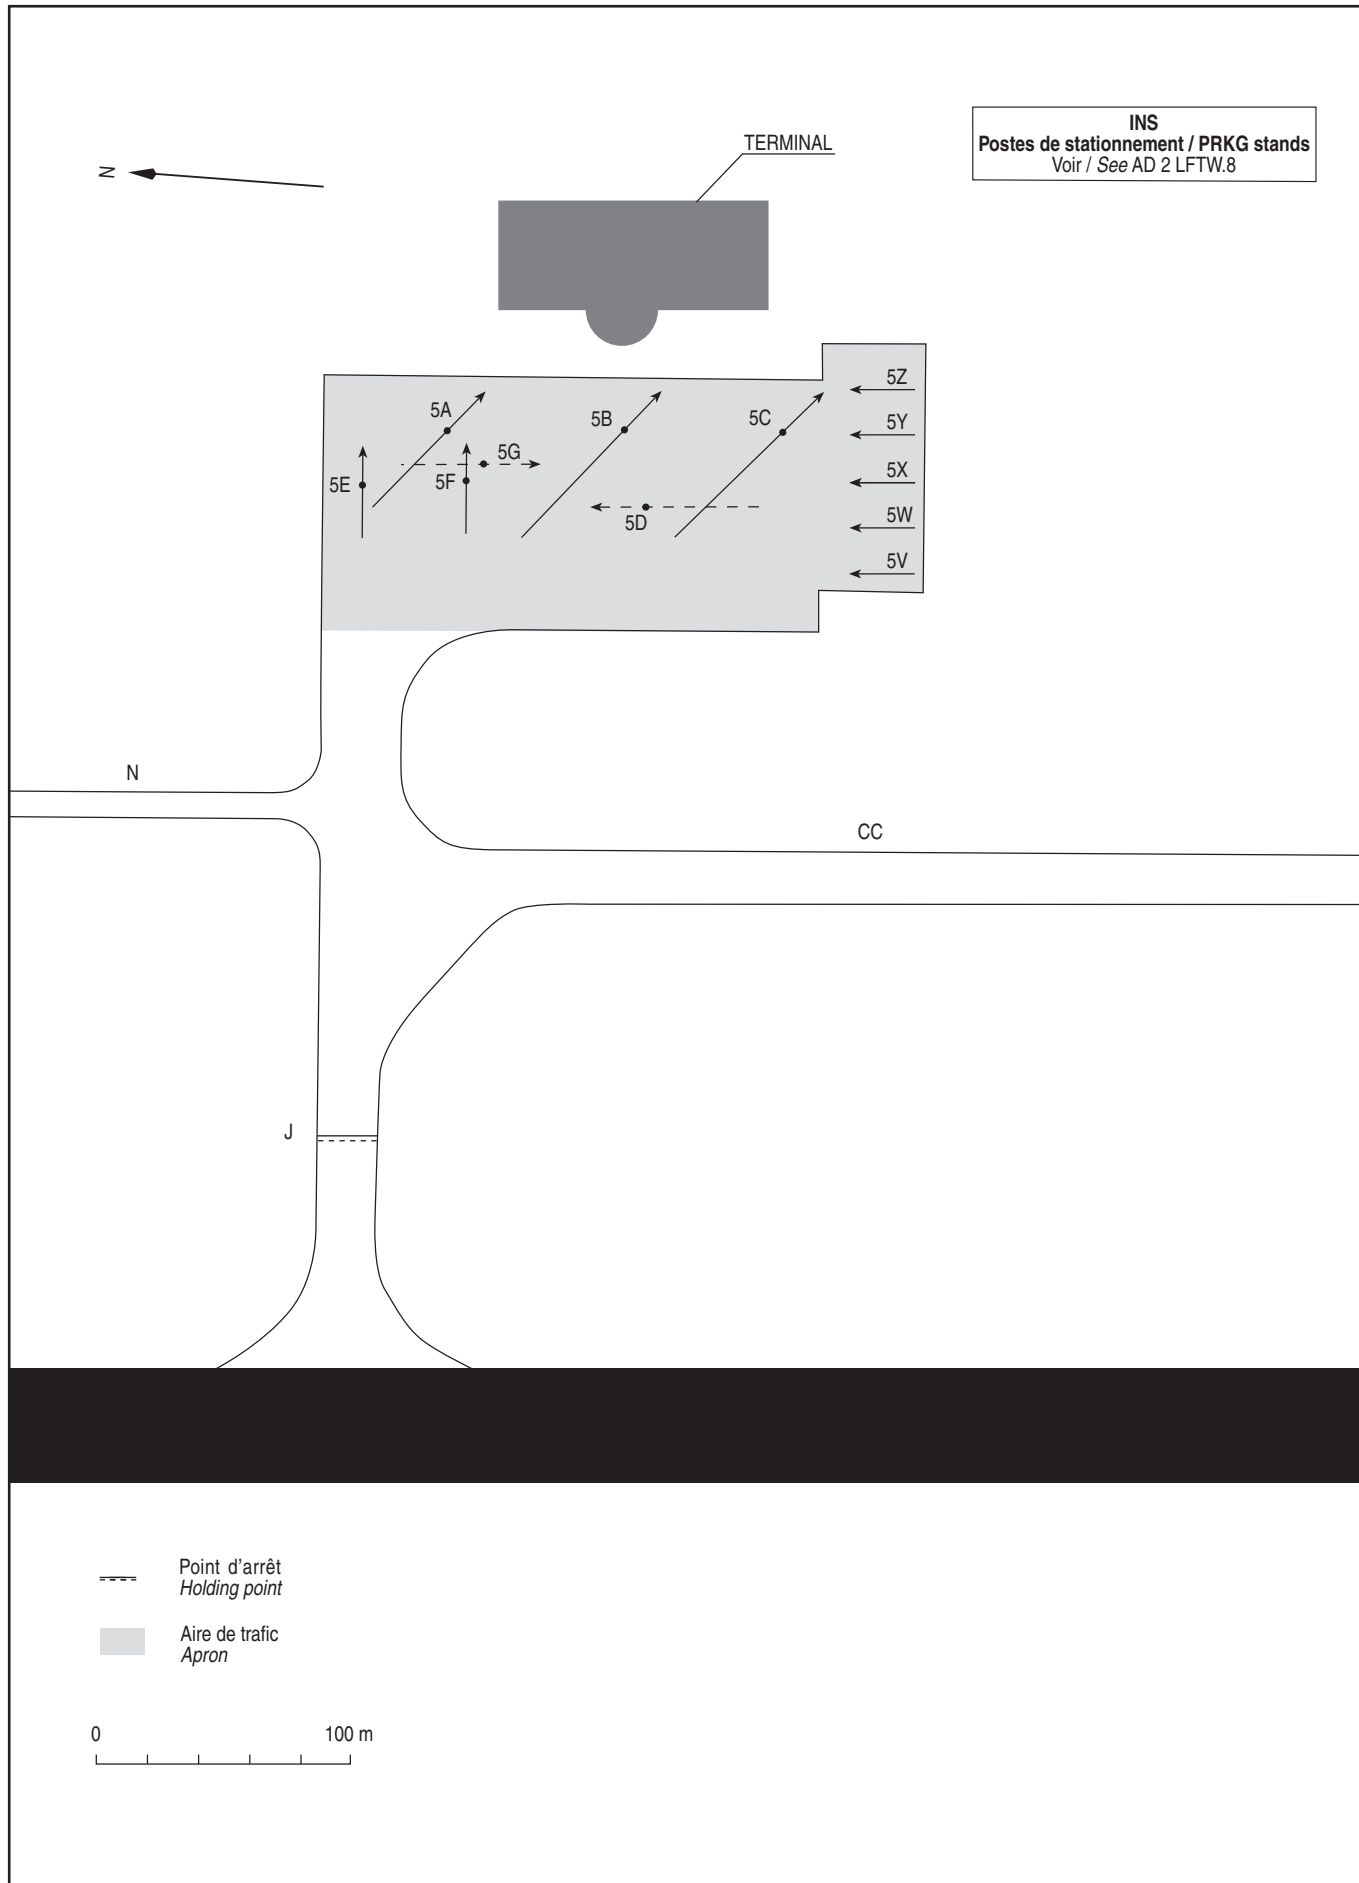 INS
Postes de stationnement / PRKG stands
Voir / See AD 2 LFTW.8
TERMINAL
N
5Z
5A
5B
5C
5Y
5G
5X
5E
5F
5W
5D
5V
N
CC
J
Point d'arrêt
Holding point
Aire de trafic
Apron
0 100 m